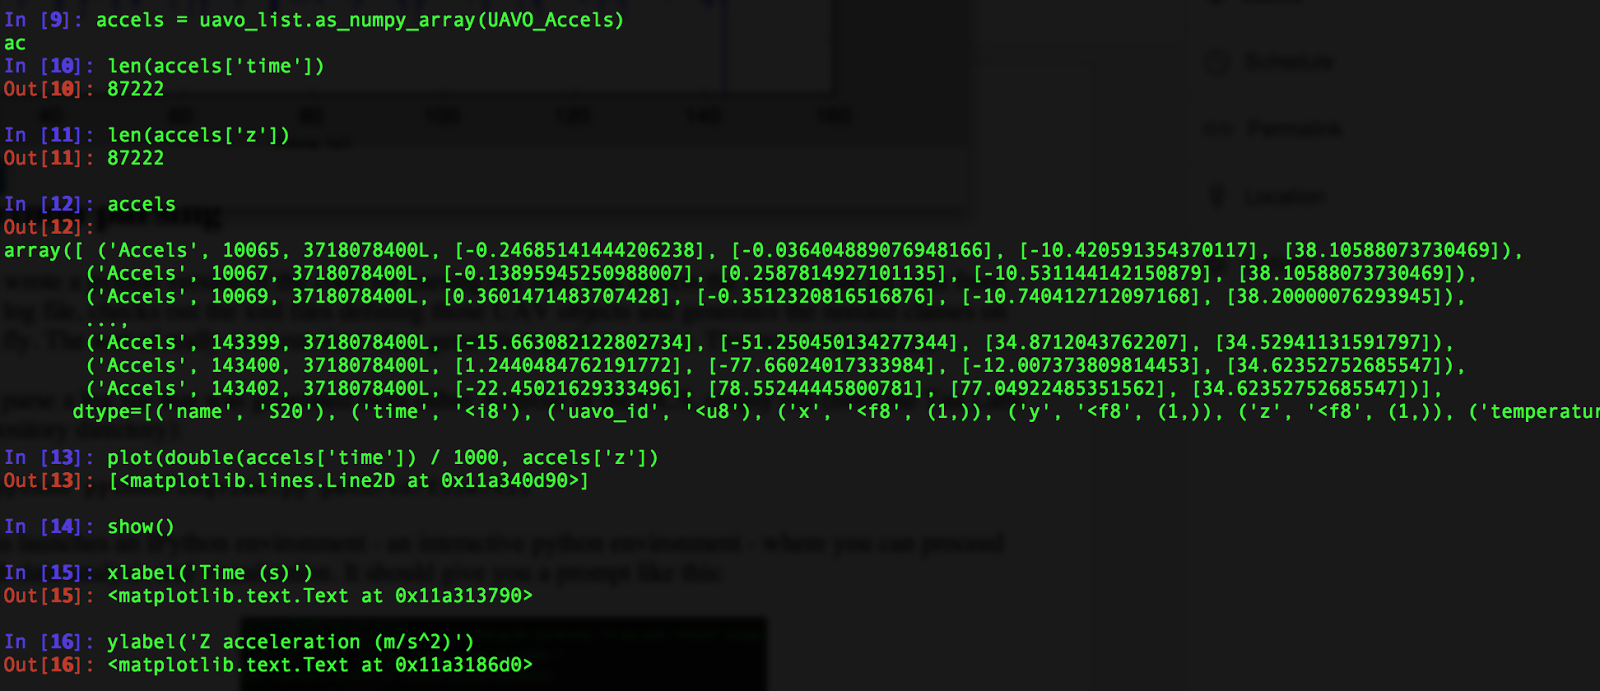 In [9]: accels = uavo_list.as_numpy_array(UAVO_Accels)
ac
In [10]: len(accels['time'])
Out[10]: 87222
In [11]: len(accels['z'])
Out[11]: 87222
In [12]: accels
Out[12]:
array([ ('Accels', 10065, 3718078400L, [-0.24685141444206238], [-0.036404889076948166], [-10.420591354370117], [38.10588073730469]),
('Accels', 10067, 3718078400L, [-0.1389594525098​8007], [0.2587814927101135], [-10.531144142150879], [38.10588073730469]),
('Accels', 10069, 3718078400L, [0.3601471483707428], [-0.3512320816516876], [-10.740412712097168], [38.20000076293945]),
...,
('Accels', 143399, 3718078400L, [-15.663082122802734], [-51.250450134277344], [34.8712043762207], [34.52941131591797]),
('Accels', 143400, 3718078400L, [1.2440484762191772], [-77.66024017333984], [-12.007373809814453], [34.62352752685547]),
('Accels', 143402, 3718078400L, [-22.45021629333496], [78.55244445800781], [77.04922485351562], [34.62352752685547])],
dtype=[('name', 'S20'), ('time', '<i8'), ('uavo_id', '<u8'), ('x', '<f8', (1,)), ('y', '<f8', (1,)), ('z', '<f8', (1,)), ('temperatur
In [13]: plot(double(accels['time']) / 1000, accels['z'])
Out[13]: [<matplotlib.lines.Line2D at 0x11a340d90>]
In [14]: show()
In [15]: xlabel('Time (s)')
Out[15]: <matplotlib.text.Text at 0x11a313790>
In [16]: ylabel('Z acceleration (m/s^2)')
Out[16]: <matplotlib.text.Text at 0x11a3186d0>
Schedule
Permalink
Location